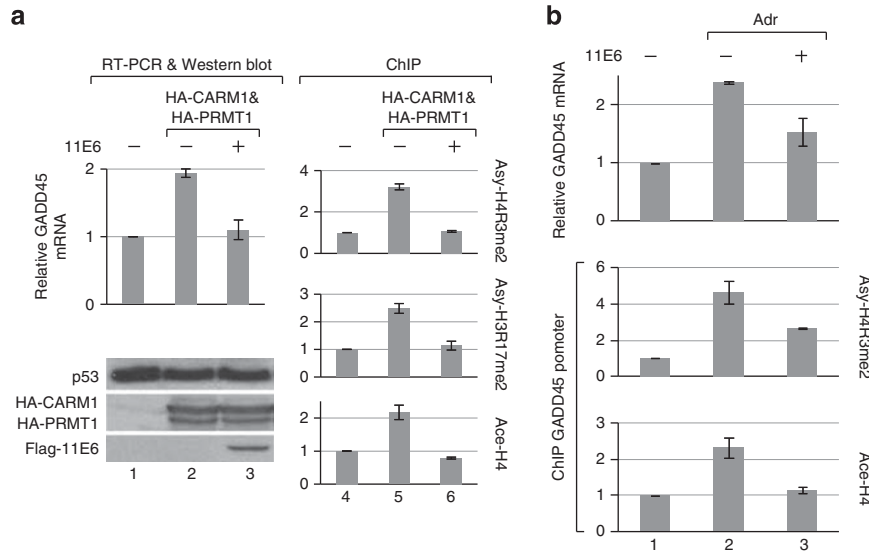 a
RT-PCR & Western blot
HA-CARM1&
HA-PRMT1
11E6 – – +
Relative GADD45
mRNA
2
1
0
p53
HA-CARM1
HA-PRMT1
Flag-11E6
1 2 3
ChIP
HA-CARM1&
HA-PRMT1
– – +
4
2
0
Asy-H4R3me2
3
2
1
0
Asy-H3R17me2
2
1
0
Ace-H4
4 5 6
b
Adr
11E6 – – +
Relative GADD45 mRNA
2
1
0
ChIP GADD45 pomoter
6
4
2
0
Asy-H4R3me2
3
2
1
0
Ace-H4
1 2 3